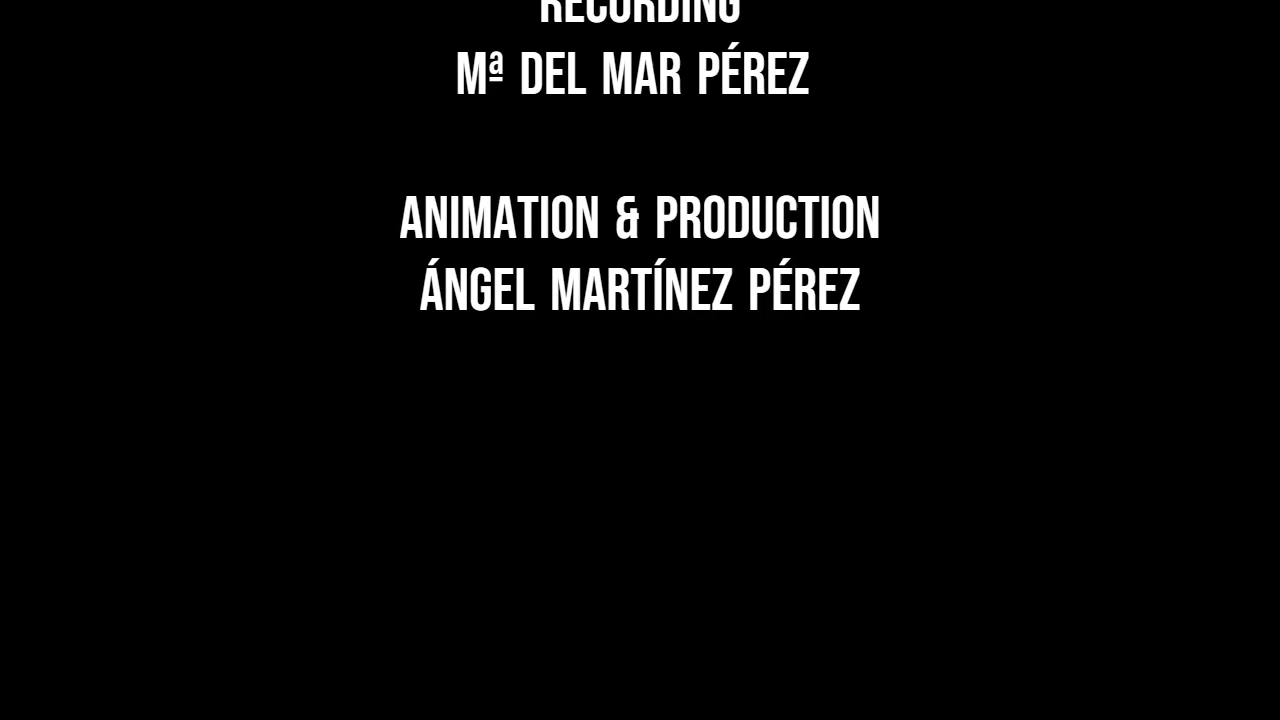 RECORDING
Mª DEL MAR PÉREZ
ANIMATION & PRODUCTION
ÁNGEL MARTÍNEZ PÉREZ